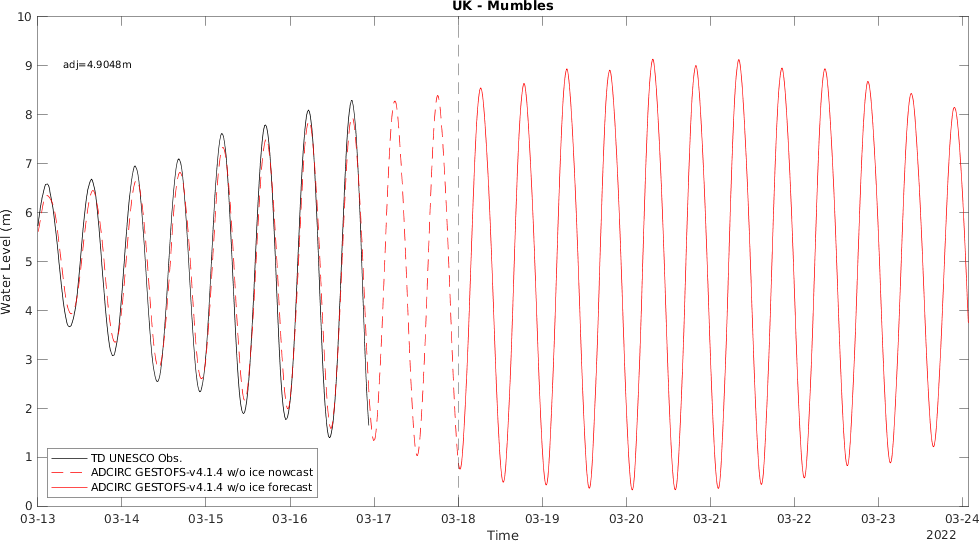 UK - Mumbles
adj=4.9048m
Water Level (m)
10
9
8
7
6
5
4
3
2
1
0
TD UNESCO Obs.
ADCIRC GESTOFS-v4.1.4 w/o ice nowcast
ADCIRC GESTOFS-v4.1.4 w/o ice forecast
03-13 03-14 03-15 03-16 03-17 03-18 03-19 03-20 03-21 03-22 03-23 03-24
Time
2022